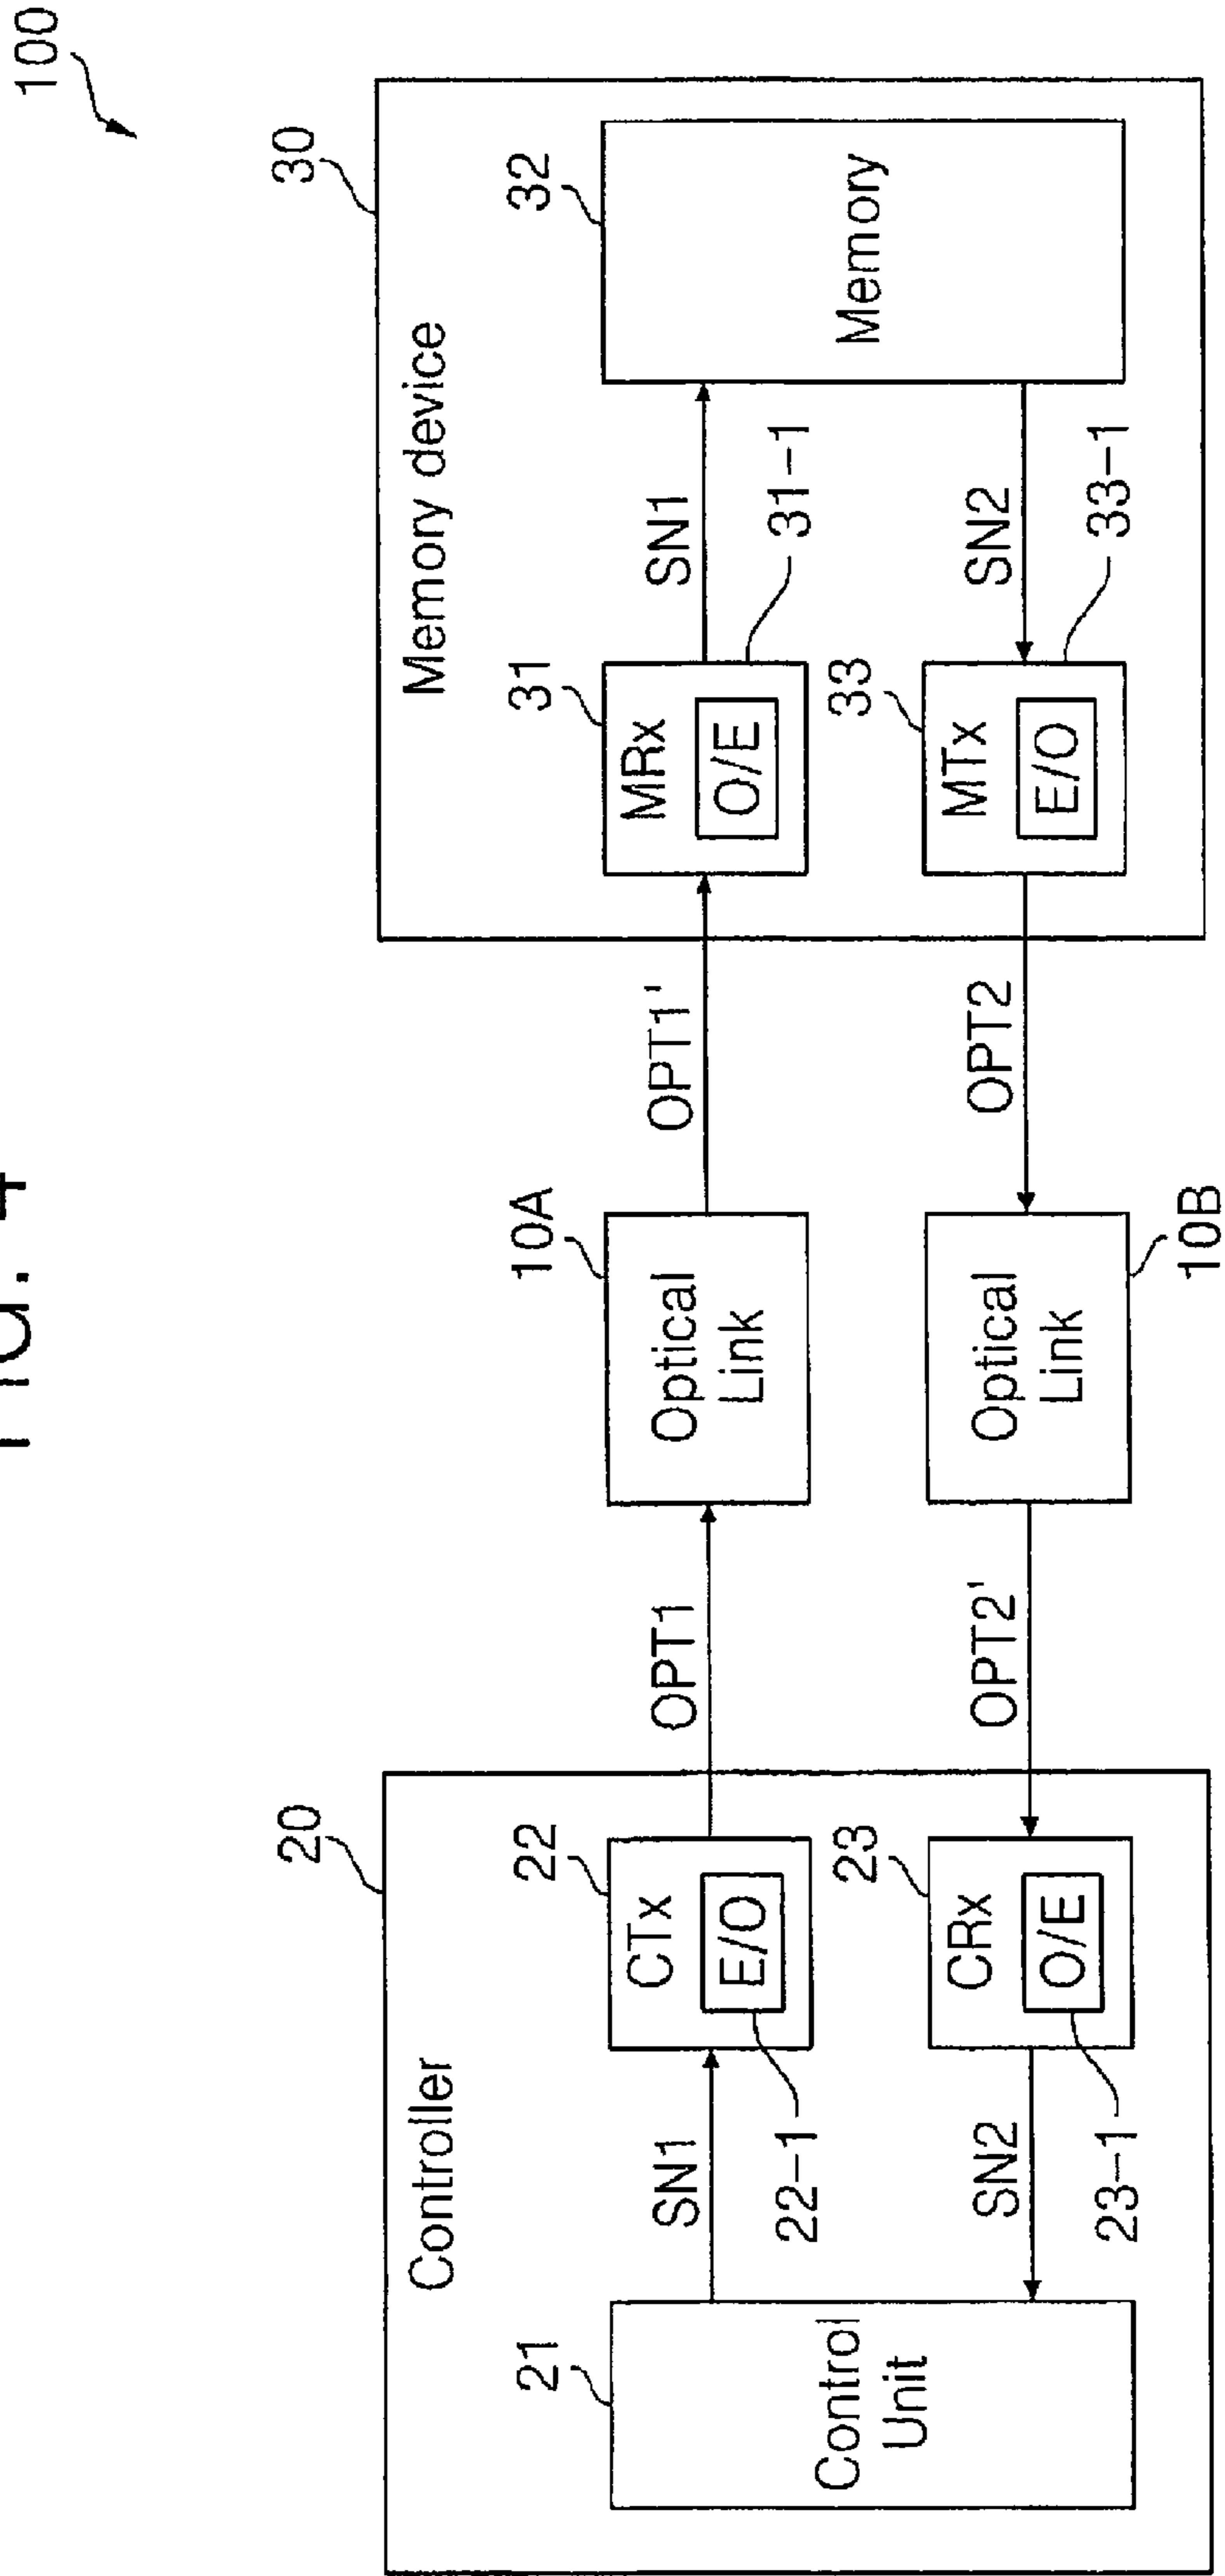 100
20
Controller
21
Control
Unit
SN1
22
CTx
E/O
22-1
SN2
23
CRx
O/E
23-1
OPT1
OPT2'
10A
Optical
Link
Optical
Link
10B
OPT1'
OPT2
30
Memory device
31
MRx
O/E
31-1
SN1
33
MTx
E/O
33-1
SN2
32
Memory